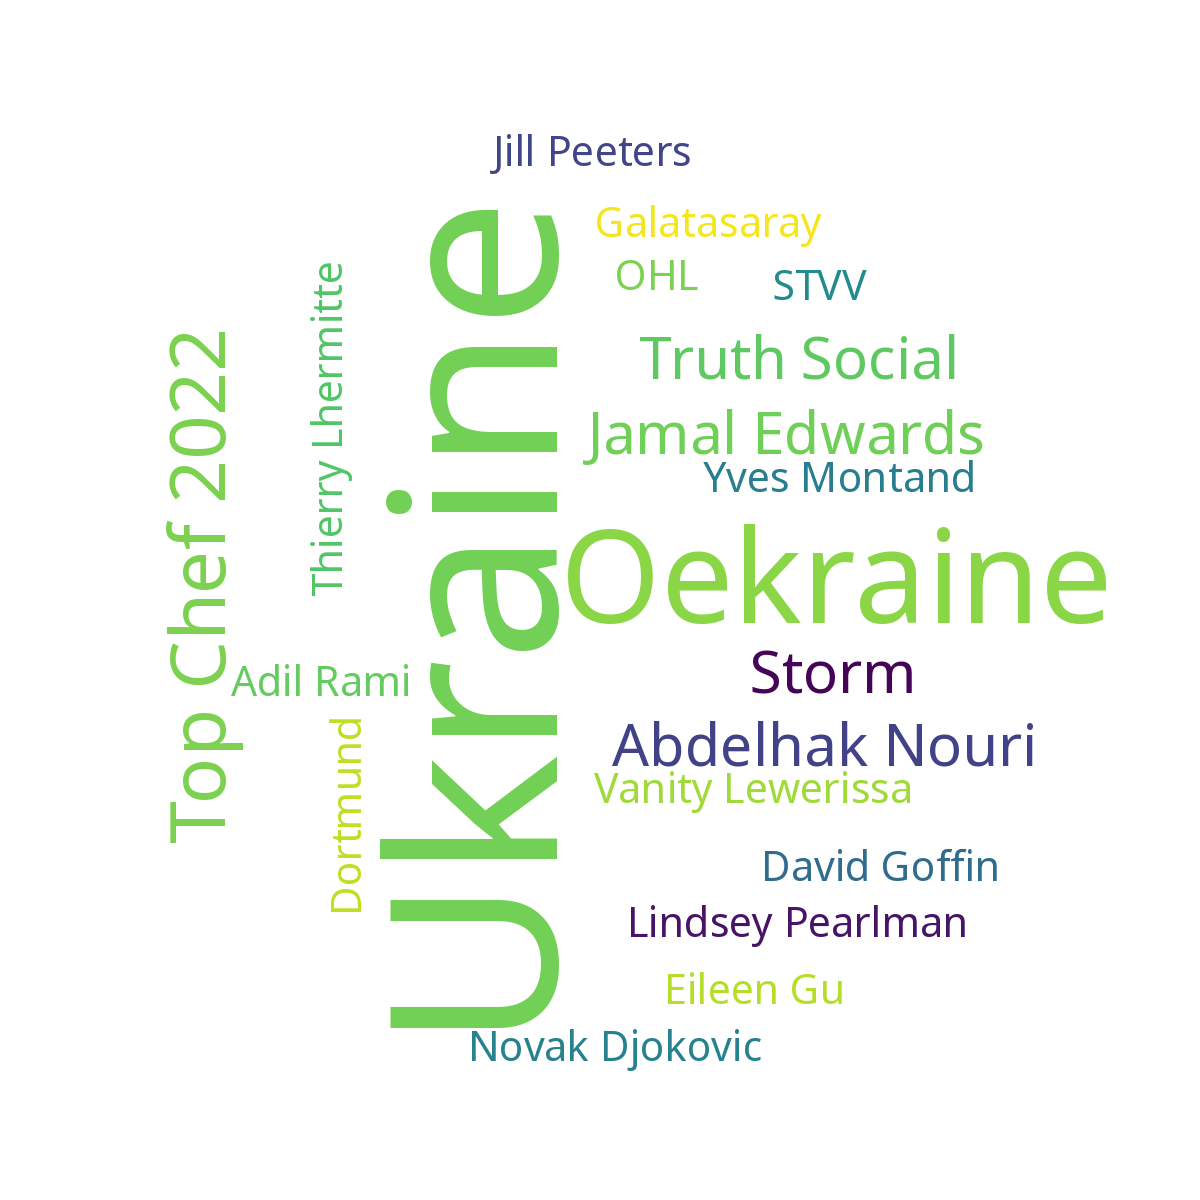 Jill Peeters
Galatasaray
OHL
STVV
Thierry Lhermitte
Top Chef 2022
Ukraine
Truth Social
Jamal Edwards
Yves Montand
Oekraine
Storm
Adil Rami
Abdelhak Nouri
Dortmund
Vanity Lewerissa
David Goffin
Lindsey Pearlman
Eileen Gu
Novak Djokovic